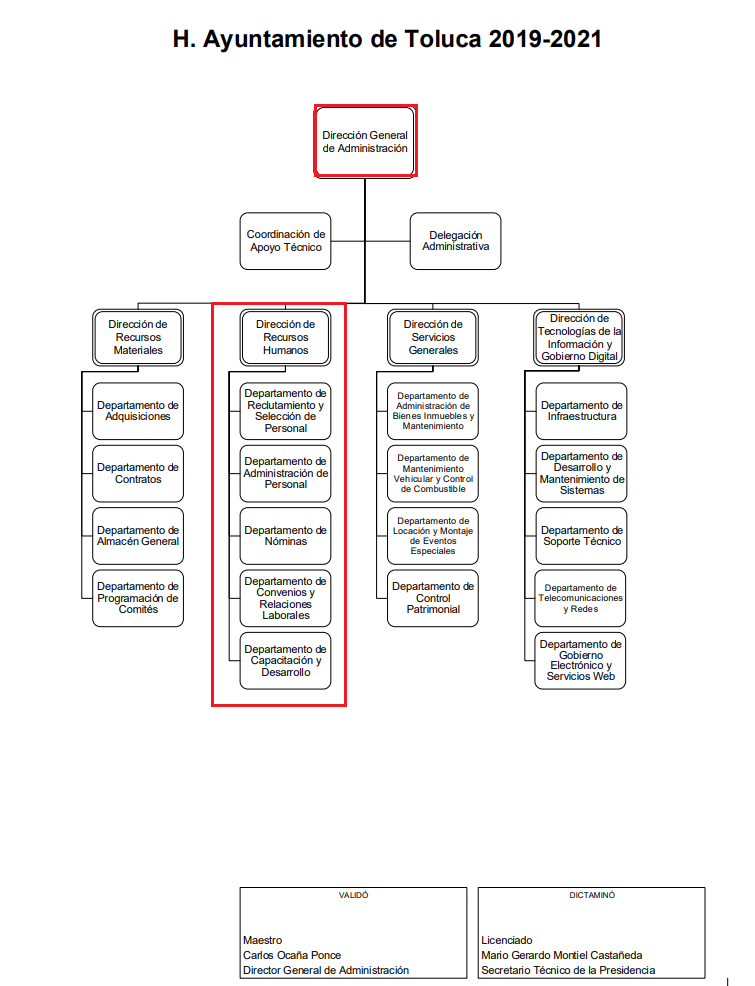 H. Ayuntamiento de Toluca 2019-2021
Dirección General
de Administración
Coordinación de
Apoyo Técnico
Delegación
Administrativa
Dirección de
Recursos
Materiales
Departamento de
Adquisiciones
Departamento de
Contratos
Departamento de
Almacén General
Departamento de
Programación de
Comités
Dirección de
Recursos
Humanos
Departamento de
Reclutamiento y
Selección de
Personal
Departamento de
Administración de
Personal
Departamento de
Nóminas
Departamento de
Convenios y
Relaciones
Laborales
Departamento de
Capacitación y
Desarrollo
Dirección de
Servicios
Generales
Departamento de
Administración de
Bienes Inmuebles y
Mantenimiento
Departamento de
Mantenimiento
Vehicular y Control
de Combustible
Departamento de
Locación y Montaje
de Eventos
Especiales
Departamento de
Control
Patrimonial
Dirección de
Tecnologías de la
Información y
Gobierno Digital
Departamento de
Infraestructura
Departamento de
Desarrollo y
Mantenimiento de
Sistemas
Departamento de
Soporte Técnico
Departamento de
Telecomunicaciones
y Redes
Departamento de
Gobierno
Electrónico y
Servicios Web
VALIDÓ
Maestro
Carlos Ocaña Ponce
Director General de Administración
DICTAMINÓ
Licenciado
Mario Gerardo Montiel Castañeda
Secretario Técnico de la Presidencia